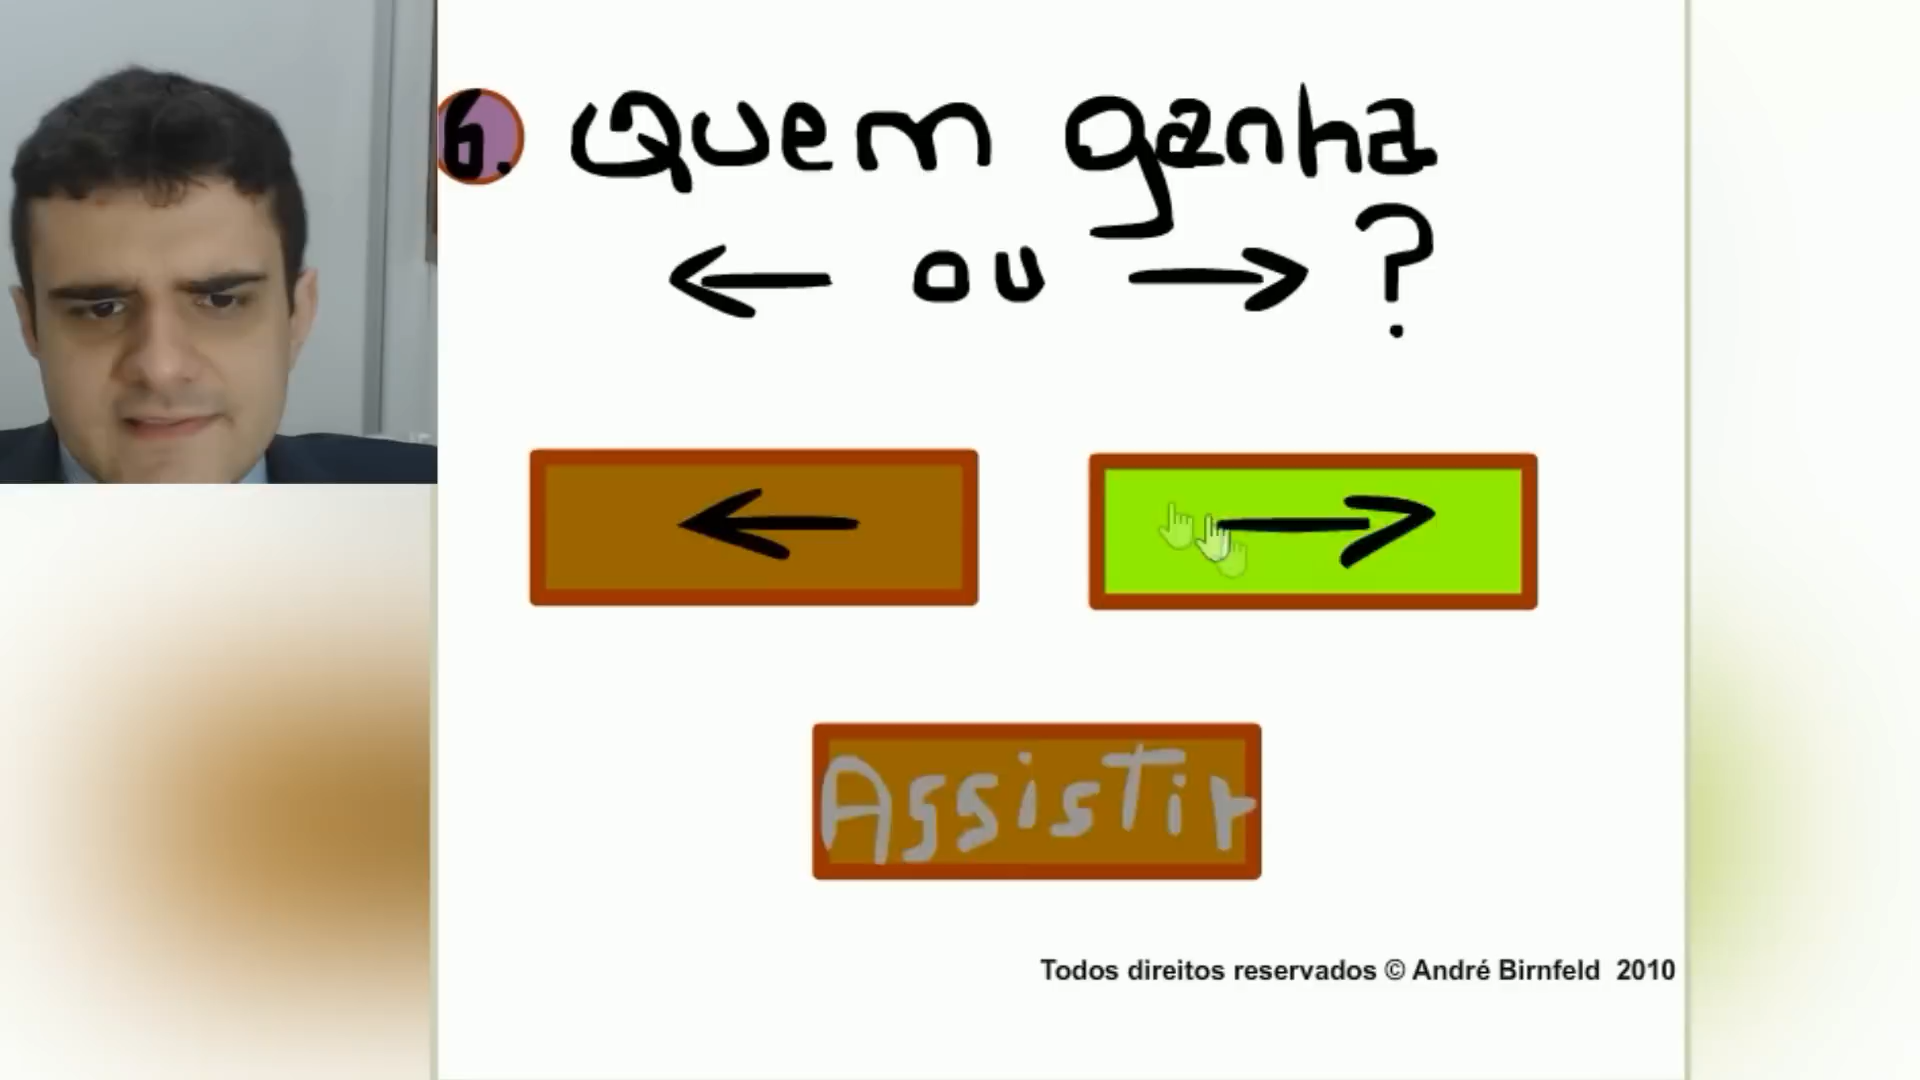 6. Quem ganha
← ou → ?
← →
Assistir
Todos direitos reservados © André Birnfeld 2010